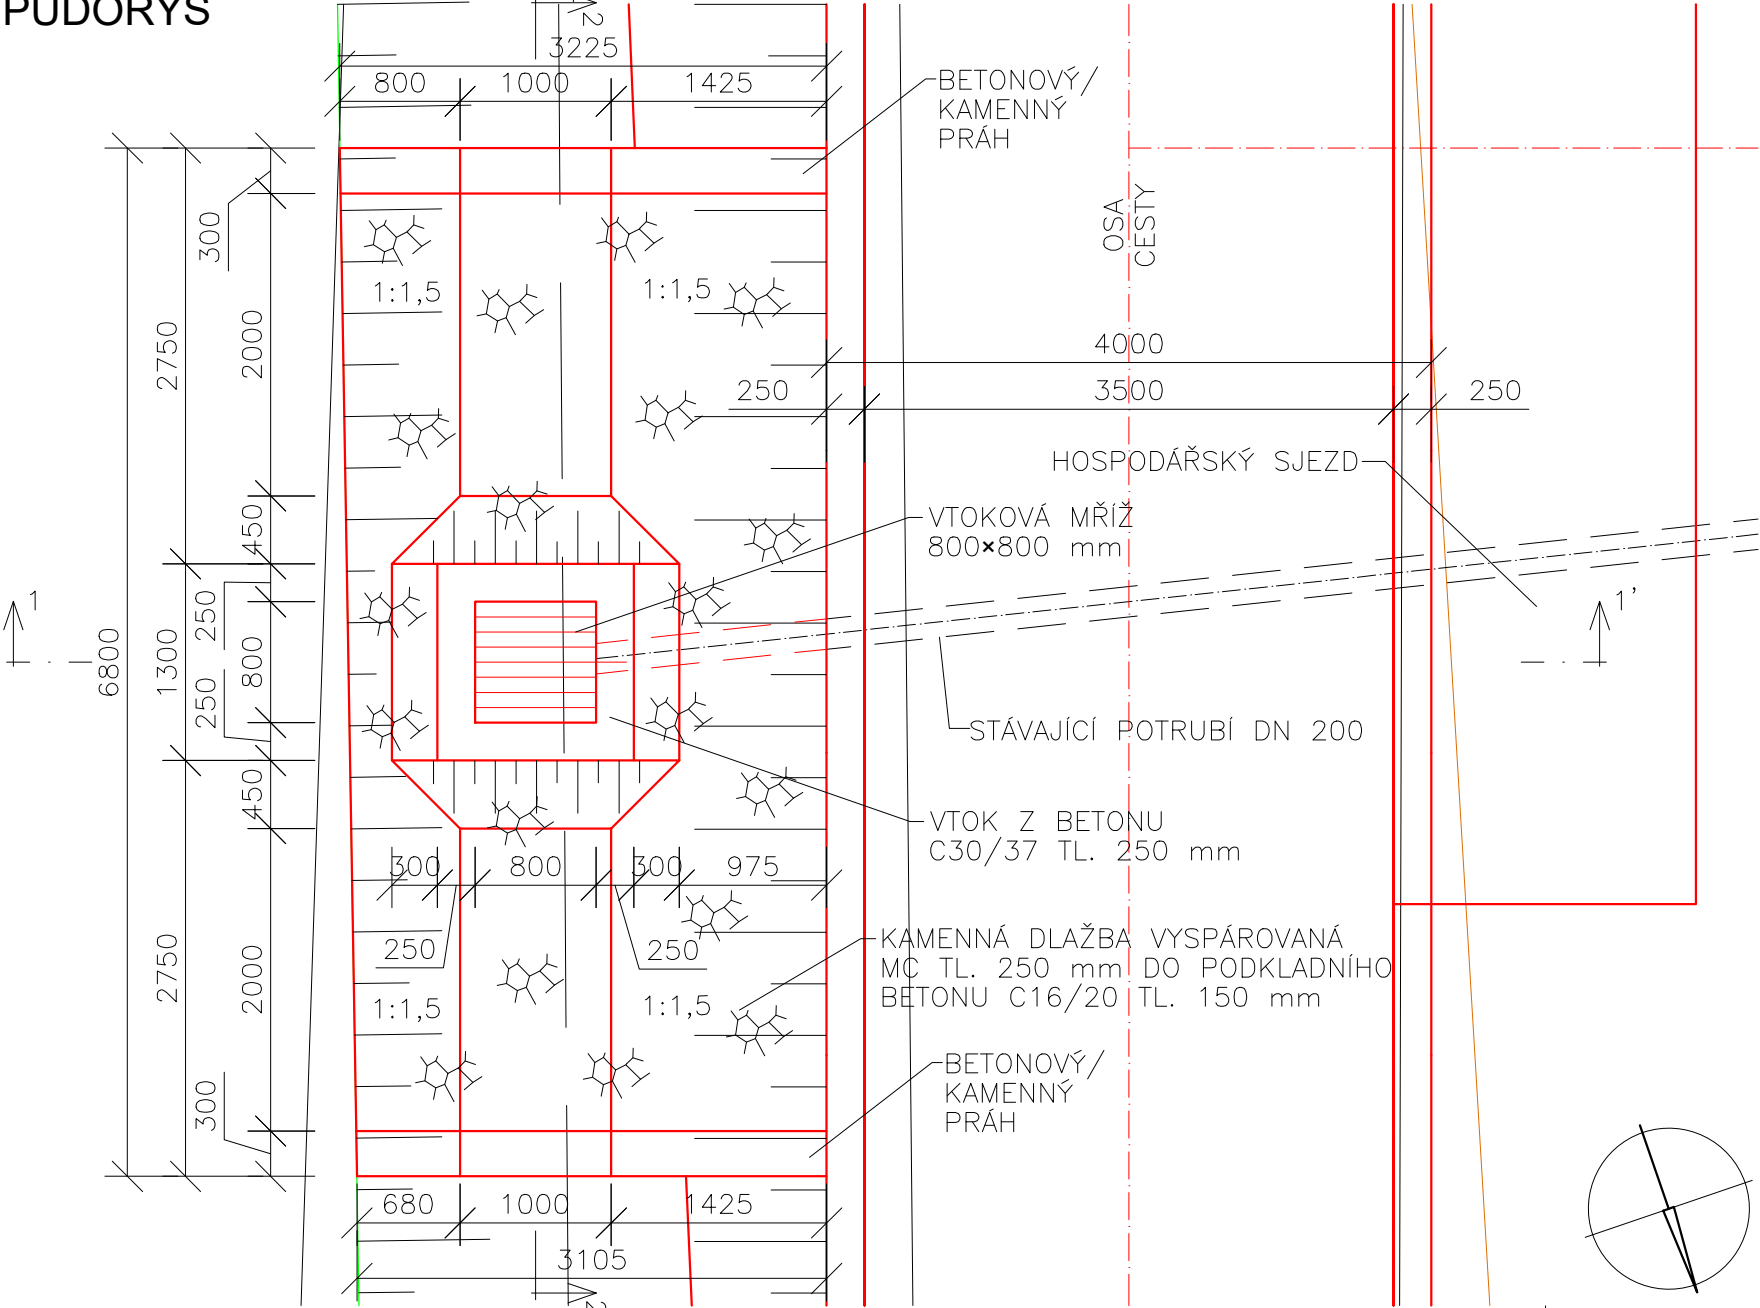 PŮDORYS
2
3225
800
1000
1425
BETONOVÝ/
KAMENNÝ
PRÁH
OSA
CESTY
300
2750
2000
1:1,5
1:1,5
4000
250
3500
250
HOSPODÁŘSKÝ SJEZD
VTOKOVÁ MŘÍŽ
800×800 mm
450
1
1'
250
6800
1300
800
250
STÁVAJÍCÍ POTRUBÍ DN 200
450
VTOK Z BETONU
C30/37 TL. 250 mm
300
800
300
975
250
250
KAMENNÁ DLAŽBA VYSPÁROVANÁ
MC TL. 250 mm DO PODKLADNÍHO
BETONU C16/20 TL. 150 mm
2750
2000
1:1,5
1:1,5
BETONOVÝ/
KAMENNÝ
PRÁH
300
680
1000
1425
3105